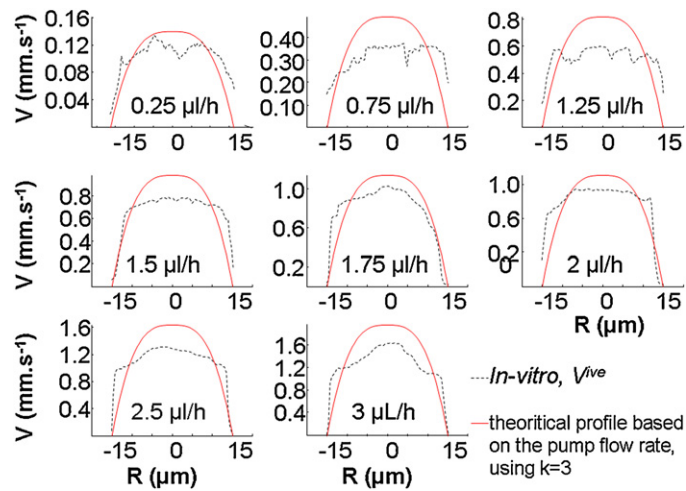 0.16
0.12
0.08
0.04
V (mm.s⁻¹)
0.25 µl/h
-15 0 15
0.40
0.30
0.20
0.10
0.75 µl/h
-15 0 15
0.8
0.6
0.4
0.2
1.25 µl/h
-15 0 15
0.8
0.6
0.4
0.2
V (mm.s⁻¹)
1.5 µl/h
-15 0 15
1.0
0.6
0.2
1.75 µl/h
-15 0 15
R (µm)
1.0
0.6
0.2
0
2 µl/h
-15 0 15
R (µm)
1.6
1.2
0.8
0.4
V (mm.s⁻¹)
2.5 µl/h
-15 0 15
R (µm)
1.6
1.2
0.8
0.4
3 µL/h
-15 0 15
R (µm)
In-vitro, Vⁱᵛᵉ
theoritical profile based
on the pump flow rate,
using k=3